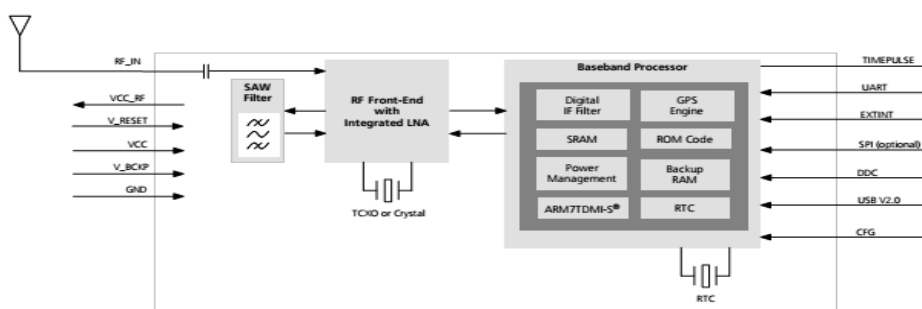 RF_IN
VCC_RF
V_RESET
VCC
V_BCKP
GND
SAW
Filter
RF Front-End
with
Integrated LNA
TCXO or Crystal
Baseband Processor
Digital
IF Filter
GPS
Engine
SRAM
ROM Code
Power
Management
Backup
RAM
ARM7TDMI-S®
RTC
RTC
TIMEPULSE
UART
EXTINT
SPI (optional)
DDC
USB V2.0
CFG